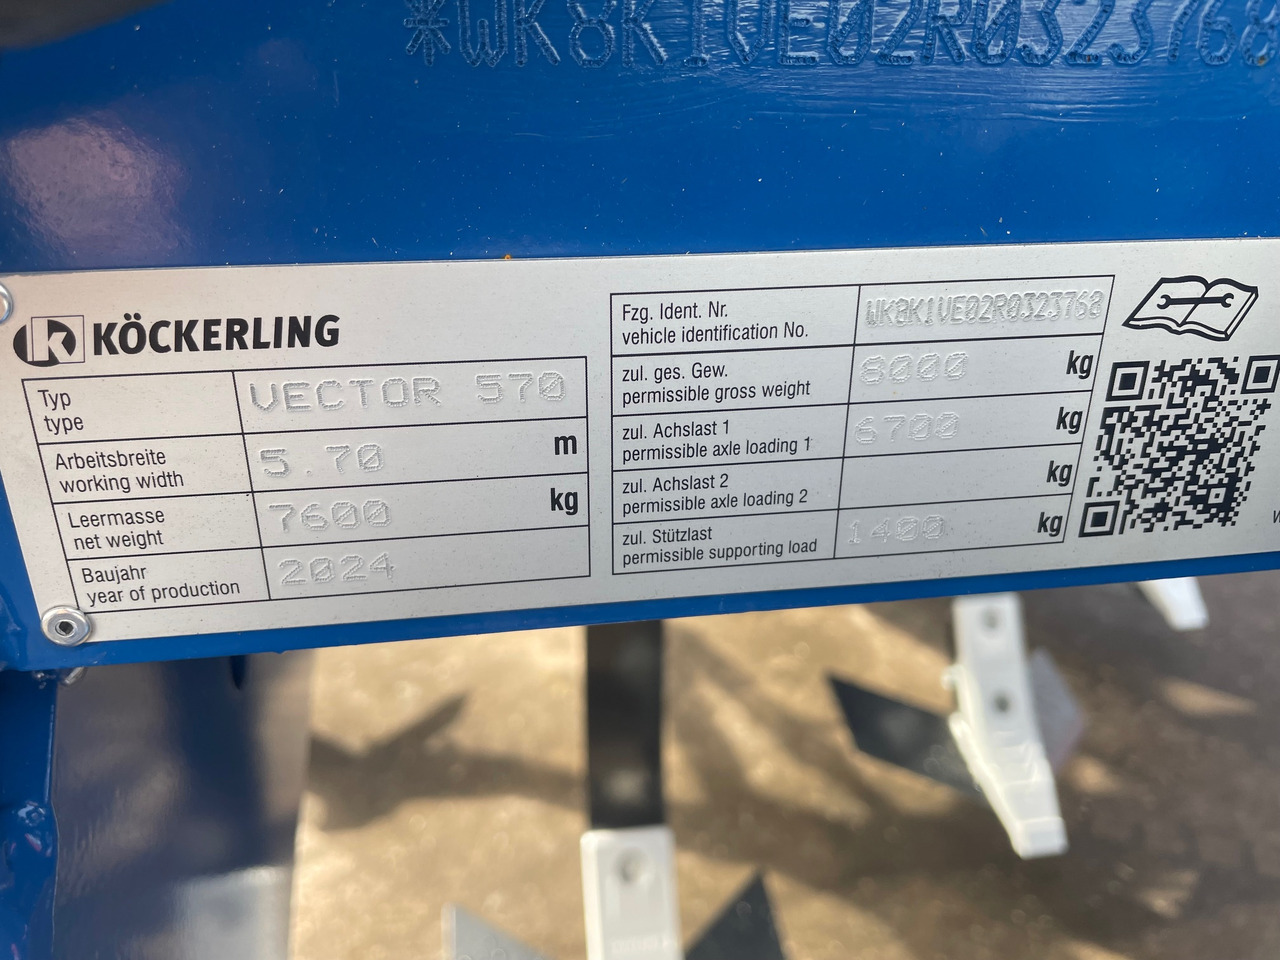 *WK8K1VE02R0323768
KÖCKERLING
Typ
type
VECTOR 570
Arbeitsbreite
working width
5.70 m
Leermasse
net weight
7600 kg
Baujahr
year of production
2024
Fzg. Ident. Nr.
vehicle identification No.
WK8K1VE02R0323768
zul. ges. Gew.
permissible gross weight
8000 kg
zul. Achslast 1
permissible axle loading 1
6700 kg
zul. Achslast 2
permissible axle loading 2
kg
zul. Stützlast
permissible supporting load
1400 kg